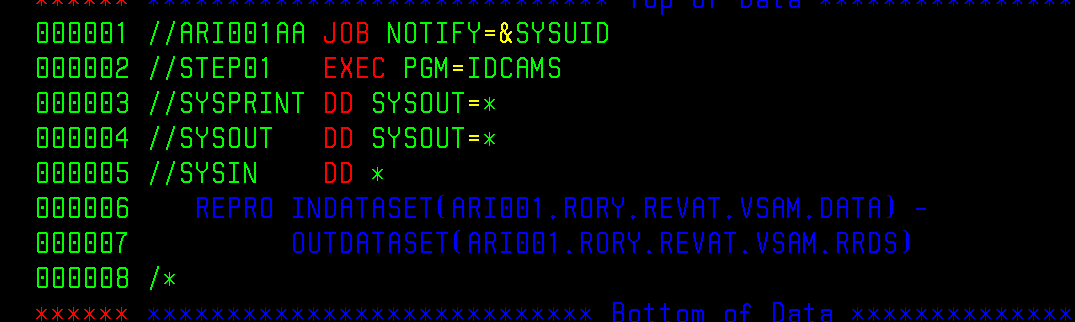 ****** ***************************** Top of Data ****************
000001 //ARI001AA JOB NOTIFY=&SYSUID
000002 //STEP01   EXEC PGM=IDCAMS
000003 //SYSPRINT DD SYSOUT=*
000004 //SYSOUT   DD SYSOUT=*
000005 //SYSIN    DD *
000006    REPRO INDATASET(ARI001.RORY.REVAT.VSAM.DATA) -
000007          OUTDATASET(ARI001.RORY.REVAT.VSAM.RRDS)
000008 /*
****** **************************** Bottom of Data ***************